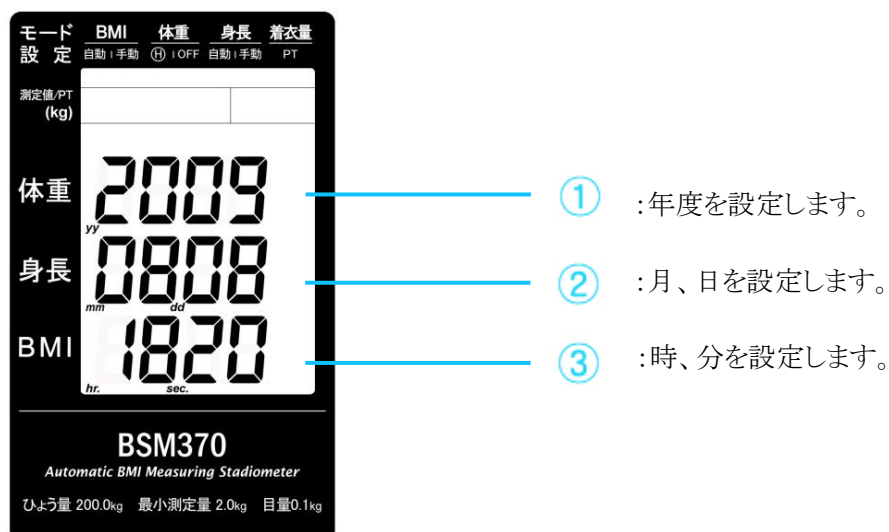 モード BMI 体重 身長 着衣量
設 定 自動 | 手動 Ⓗ | OFF 自動 | 手動 PT
測定値/PT
(kg)
体重 2009 ① :年度を設定します。
yy
身長 0808 ② :月、日を設定します。
mm dd
BMI 1820 ③ :時、分を設定します。
hr. sec.
BSM370
Automatic BMI Measuring Stadiometer
ひょう量 200.0kg 最小測定量 2.0kg 目量0.1kg